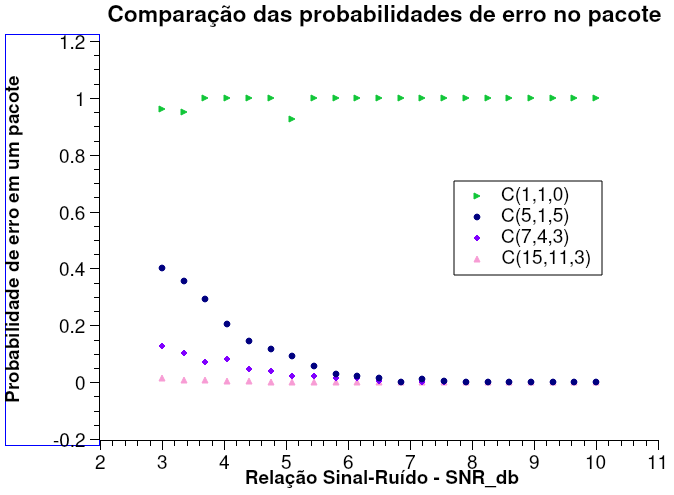 Comparação das probabilidades de erro no pacote
Probabilidade de erro em um pacote
1.2
1
0.8
0.6
0.4
0.2
0
-0.2
C(1,1,0)
C(5,1,5)
C(7,4,3)
C(15,11,3)
2 3 4 5 6 7 8 9 10 11
Relação Sinal-Ruído - SNR_db